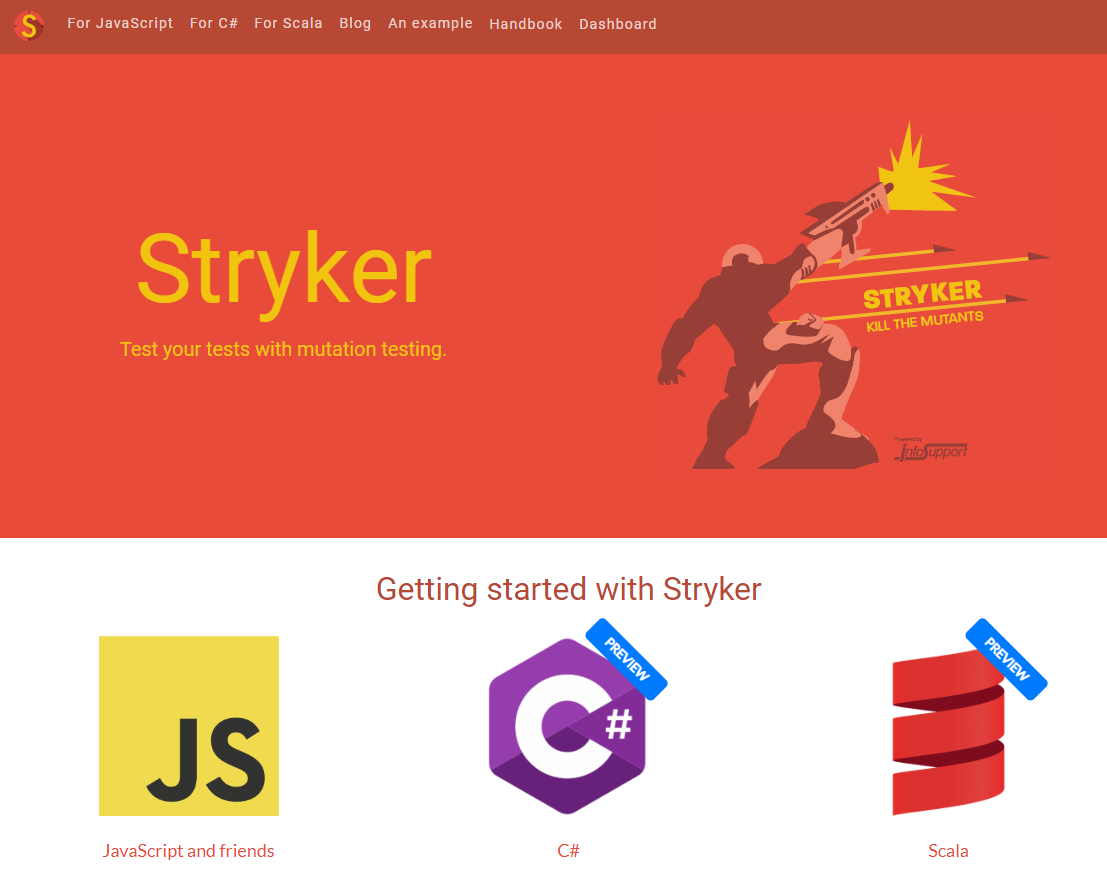 S
For JavaScript For C# For Scala Blog An example Handbook Dashboard
Stryker
Test your tests with mutation testing.
STRYKER
KILL THE MUTANTS
Powered by
InfoSupport
Getting started with Stryker
JS
PREVIEW
C#
PREVIEW
JavaScript and friends
C#
Scala